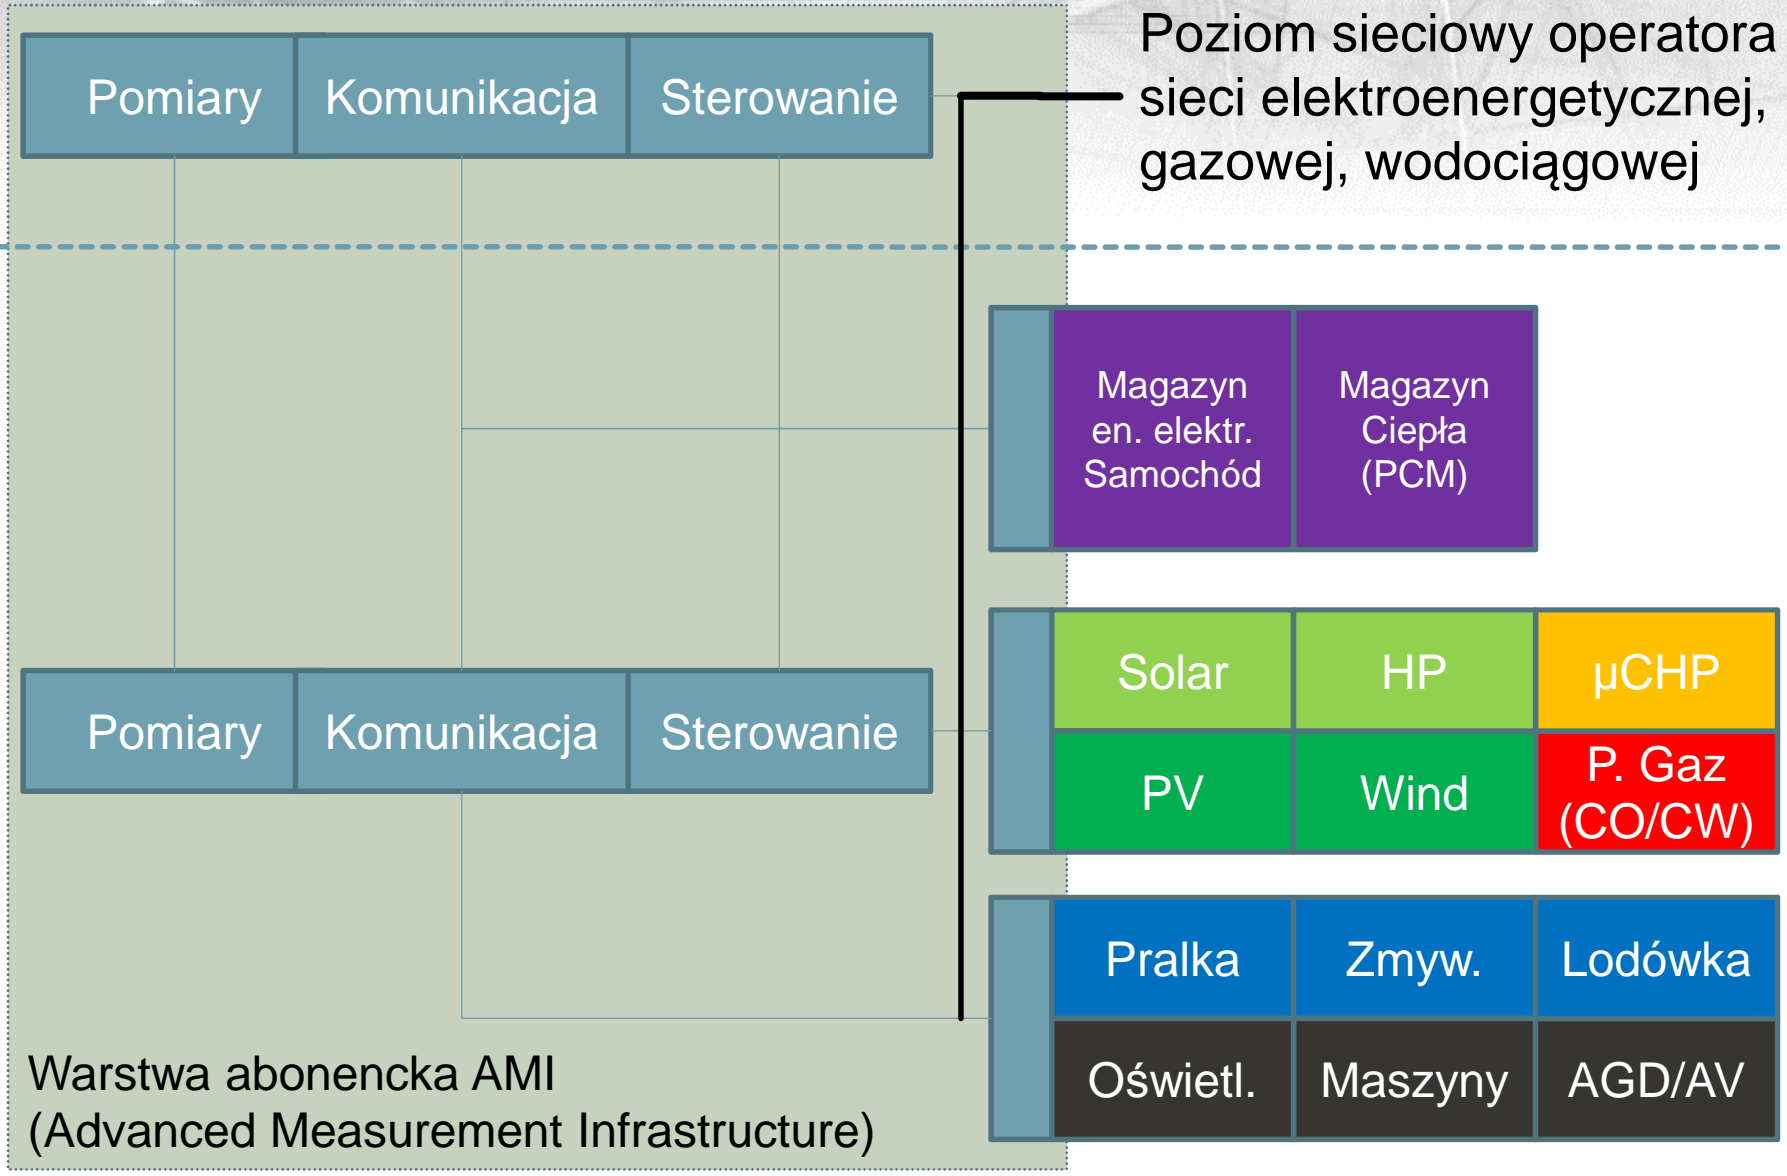 Poziom sieciowy operatora
sieci elektroenergetycznej,
gazowej, wodociągowej
Pomiary Komunikacja Sterowanie
Magazyn
en. elektr.
Samochód
Magazyn
Ciepła
(PCM)
Pomiary Komunikacja Sterowanie
Solar HP µCHP
PV Wind P. Gaz
(CO/CW)
Pralka Zmyw. Lodówka
Oświetl. Maszyny AGD/AV
Warstwa abonencka AMI
(Advanced Measurement Infrastructure)